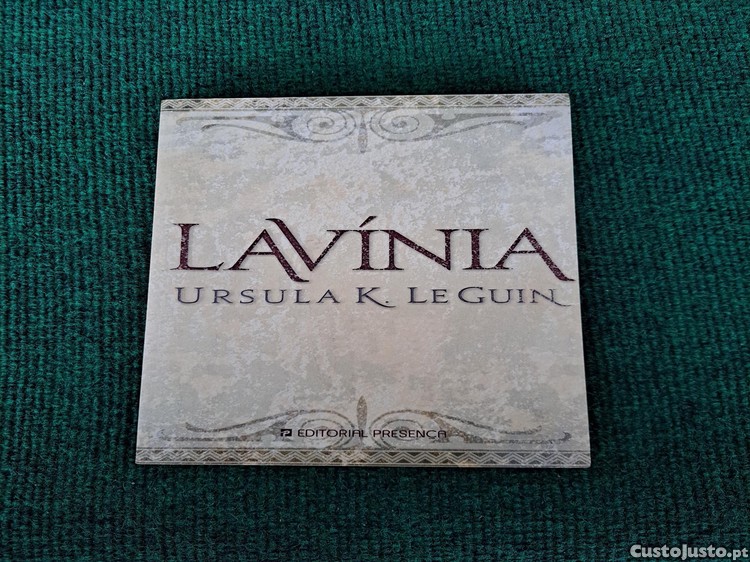 LAVÍNIA
URSULA K. LE GUIN
EDITORIAL PRESENÇA
CustoJusto.pt